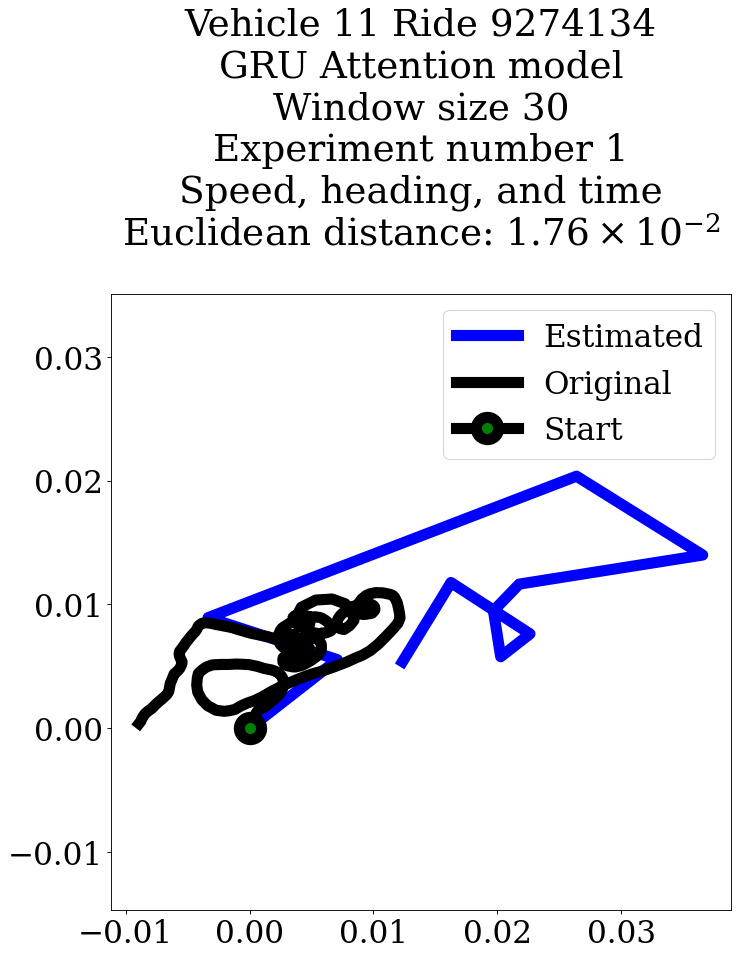 Vehicle 11 Ride 9274134
GRU Attention model
Window size 30
Experiment number 1
Speed, heading, and time
Euclidean distance: 1.76 × 10⁻²
Estimated
Original
Start
0.03
0.02
0.01
0.00
−0.01
−0.01
0.00
0.01
0.02
0.03